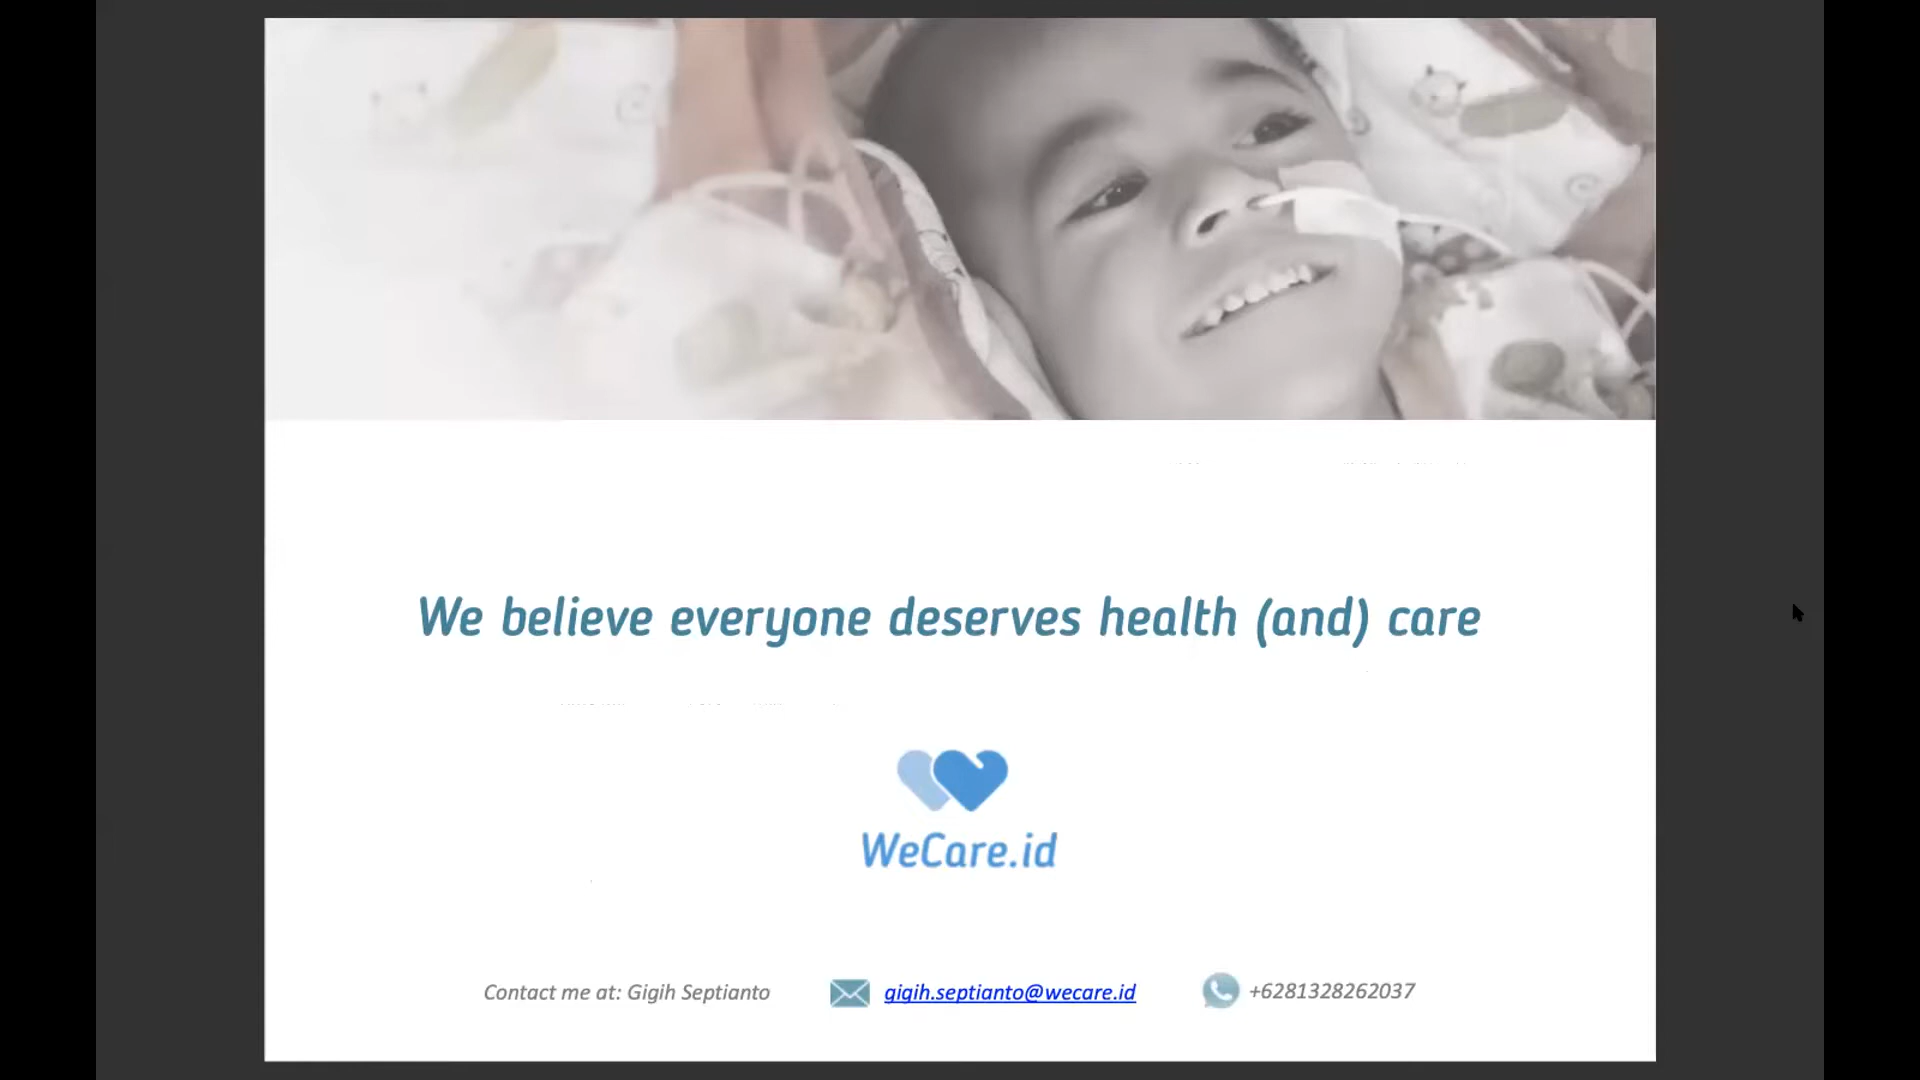 We believe everyone deserves health (and) care
WeCare.id
Contact me at: Gigih Septianto
gigih.septianto@wecare.id
+6281328262037